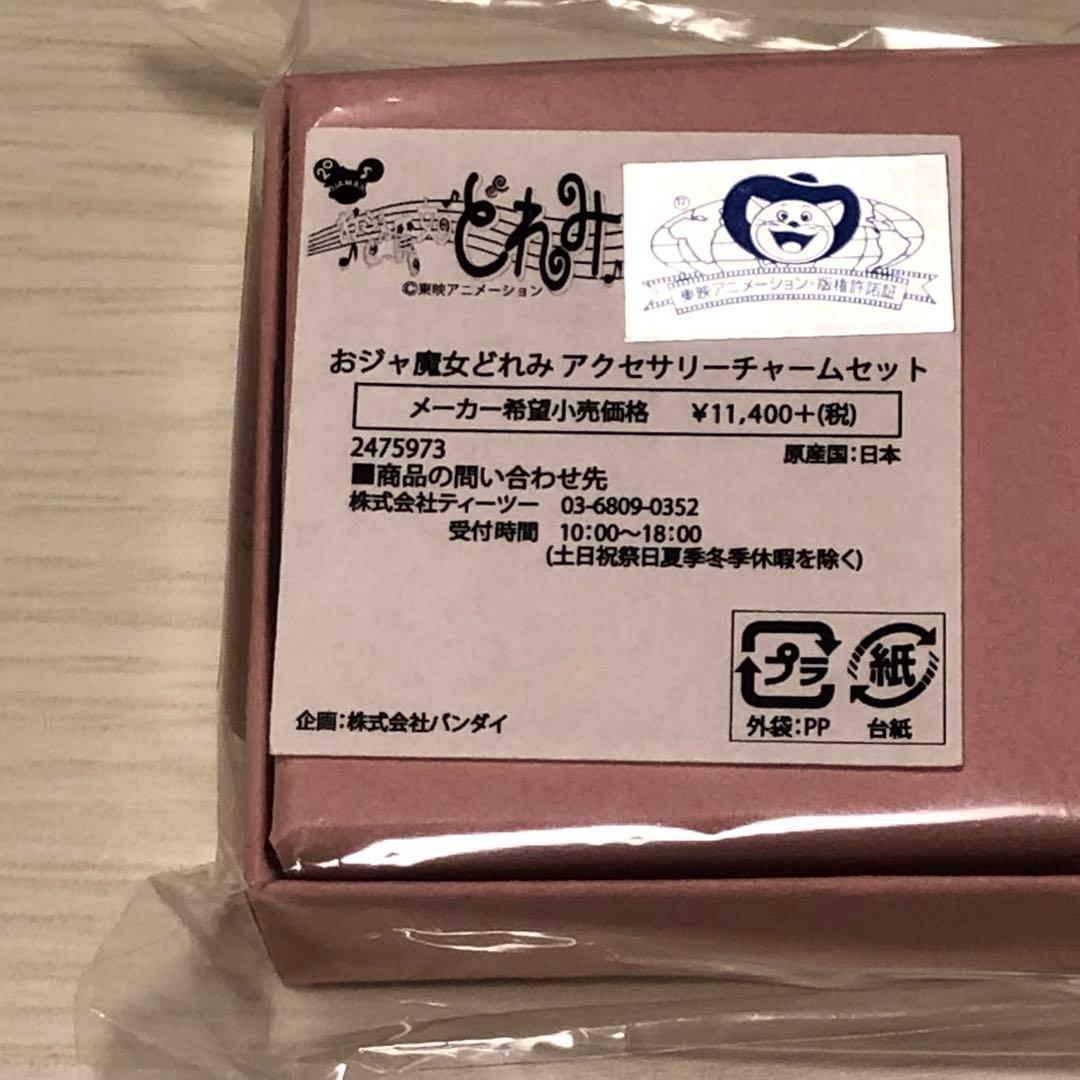 20
どれみ
©東映アニメーション
東映アニメーション・版権許諾証
おジャ魔女どれみ アクセサリーチャームセット
メーカー希望小売価格 ¥11,400+(税)
2475973
原産国:日本
■商品の問い合わせ先
株式会社ティーツー 03-6809-0352
受付時間 10:00〜18:00
(土日祝祭日夏季冬季休暇を除く)
プラ
紙
外袋:PP
台紙
企画:株式会社バンダイ